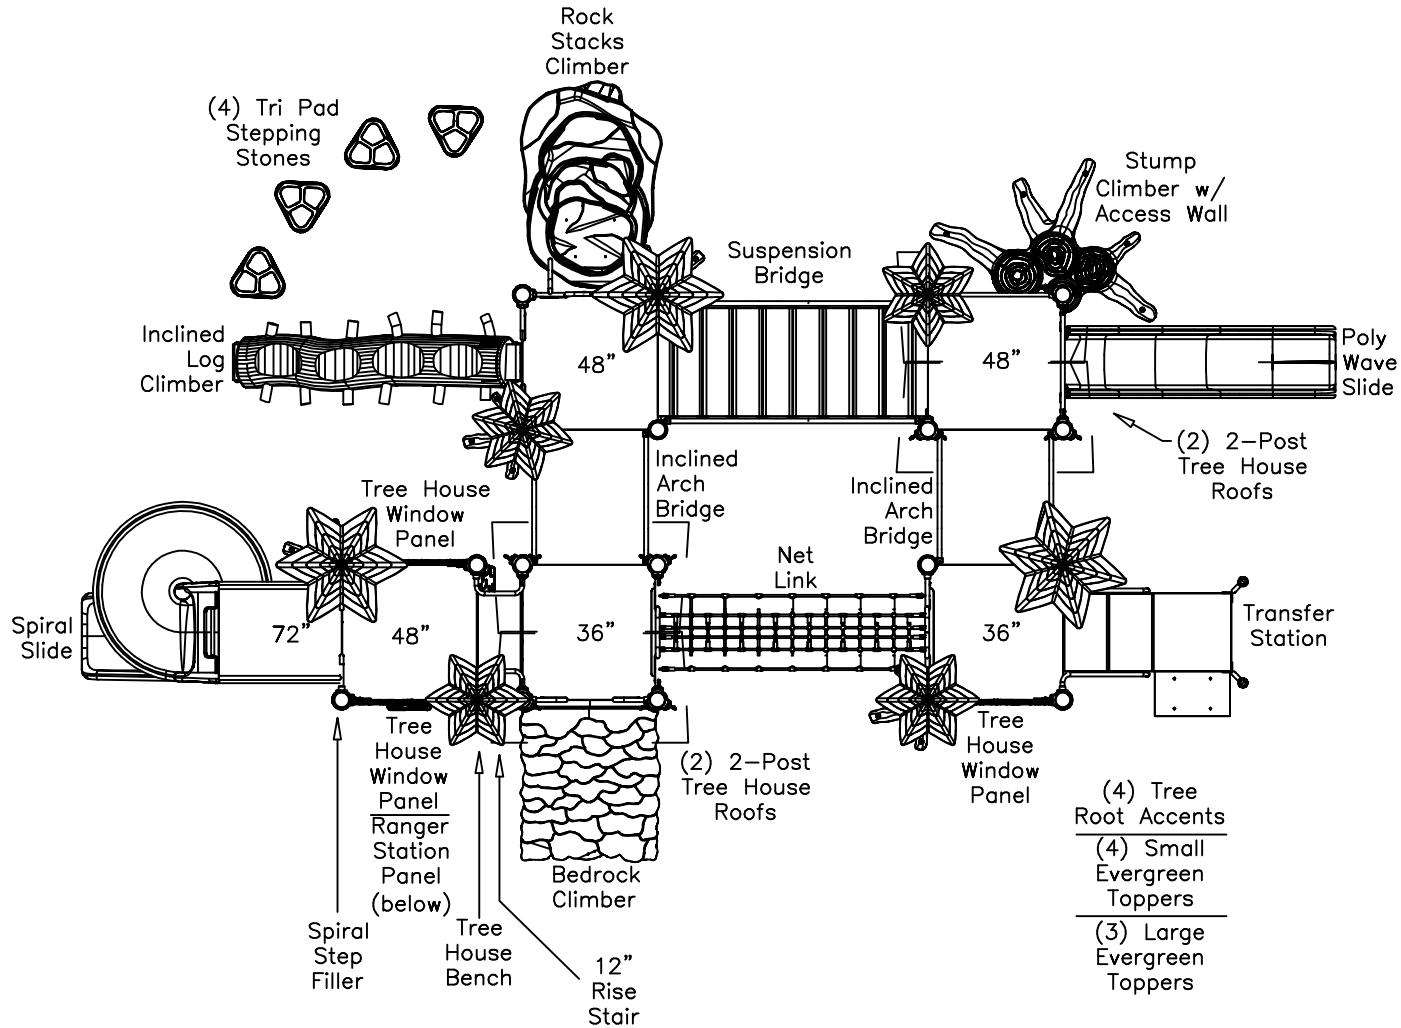 Rock
Stacks
Climber
(4) Tri Pad
Stepping
Stones
Stump
Climber w/
Access Wall
Suspension
Bridge
Inclined
Log
Climber
48”
48”
Poly
Wave
Slide
(2) 2-Post
Tree House
Roofs
Inclined
Arch
Bridge
Inclined
Arch
Bridge
Tree House
Window
Panel
Net
Link
Spiral
Slide
72”
48”
36”
36”
Transfer
Station
Tree
House
Window
Panel
Ranger
Station
Panel
(below)
(2) 2-Post
Tree House
Roofs
Tree
House
Window
Panel
(4) Tree
Root Accents
(4) Small
Evergreen
Toppers
(3) Large
Evergreen
Toppers
Bedrock
Climber
Spiral
Step
Filler
Tree
House
Bench
12”
Rise
Stair